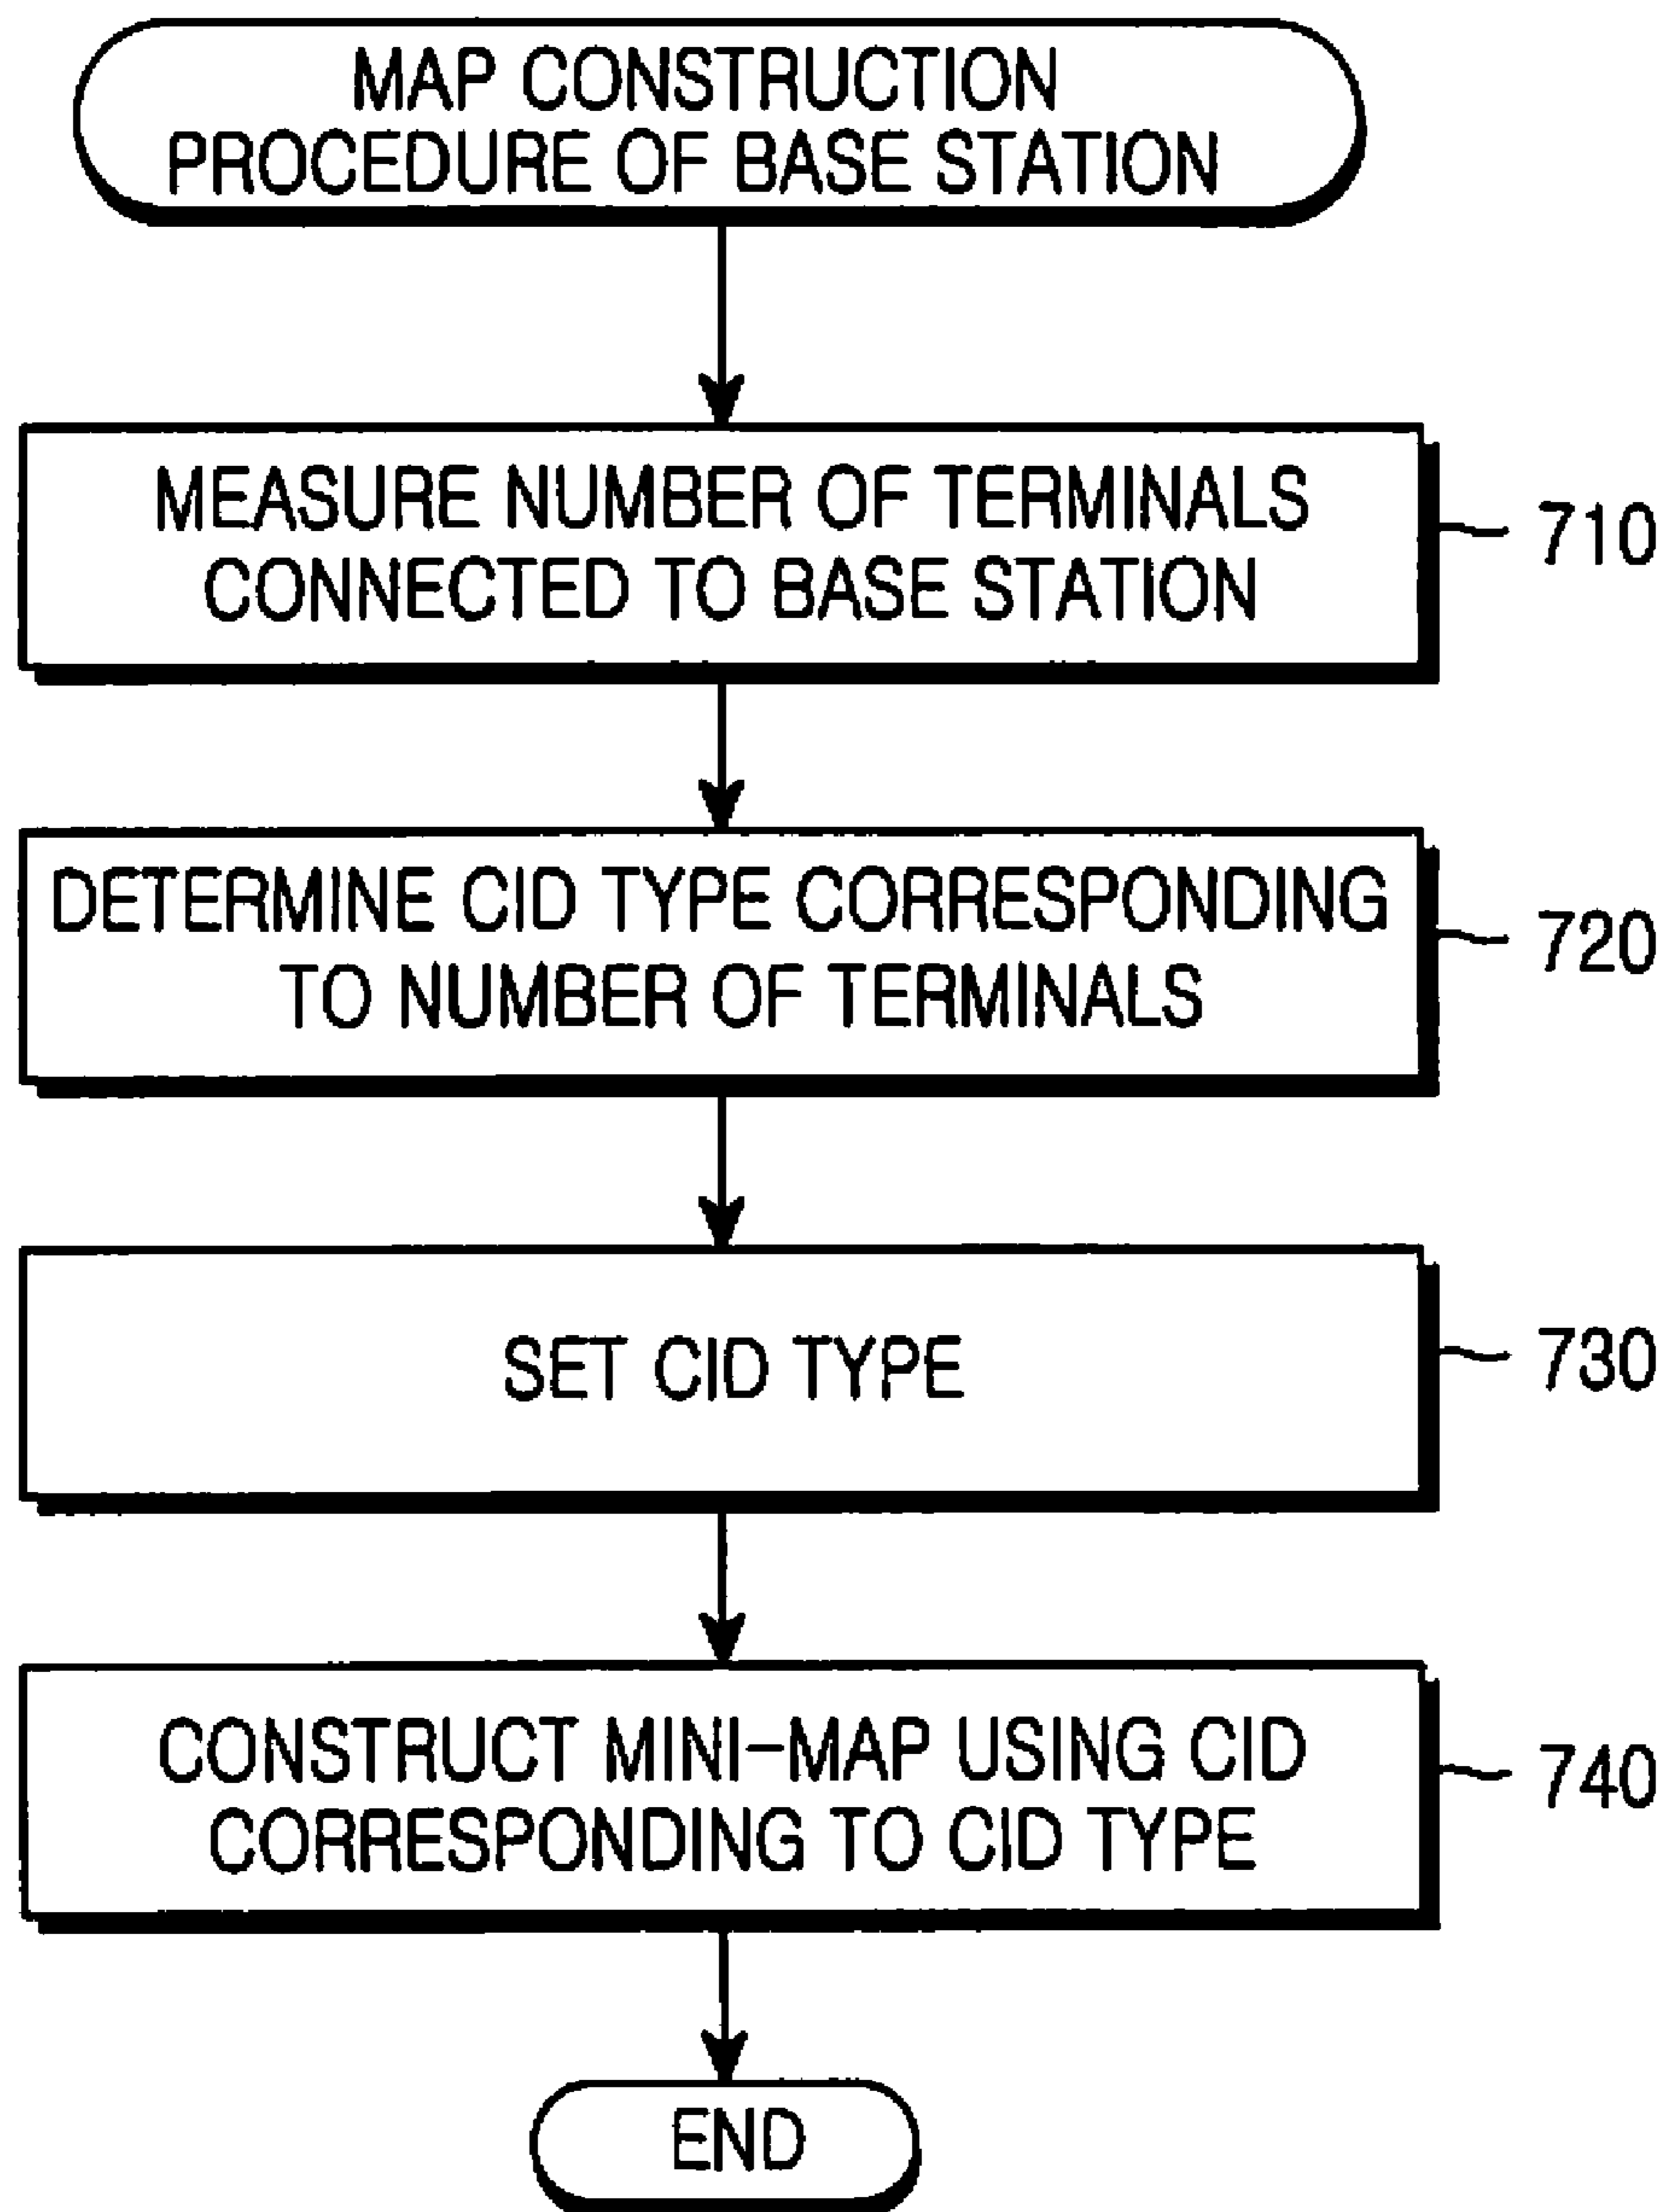 MAP CONSTRUCTION
PROCEDURE OF BASE STATION
MEASURE NUMBER OF TERMINALS
CONNECTED TO BASE STATION
710
DETERMINE CID TYPE CORRESPONDING
TO NUMBER OF TERMINALS
720
SET CID TYPE
730
CONSTRUCT MINI-MAP USING CID
CORRESPONDING TO CID TYPE
740
END